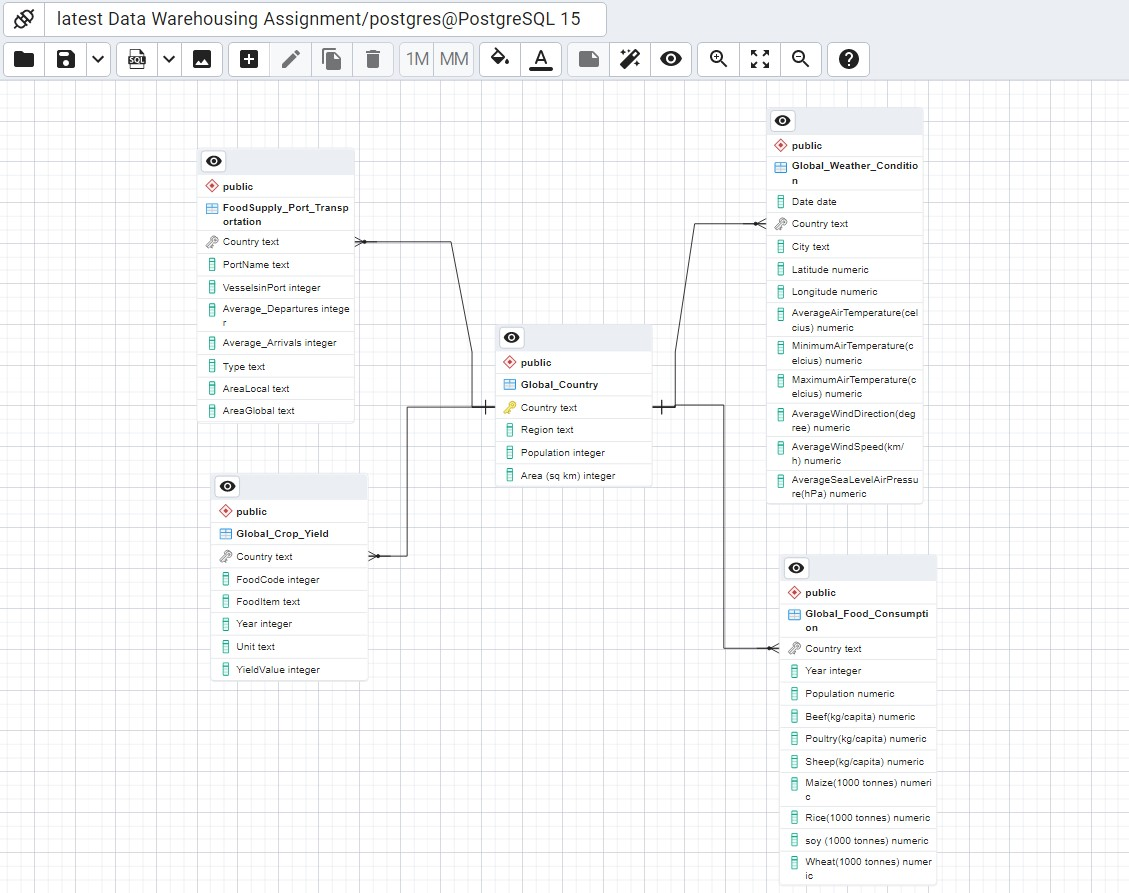 latest Data Warehousing Assignment/postgres@PostgreSQL 15
SQL 1M MM A ?
public
FoodSupply_Port_Transp
ortation
Country text
PortName text
VesselsinPort integer
Average_Departures intege
r
Average_Arrivals integer
Type text
AreaLocal text
AreaGlobal text
public
Global_Crop_Yield
Country text
FoodCode integer
FoodItem text
Year integer
Unit text
YieldValue integer
public
Global_Country
Country text
Region text
Population integer
Area (sq km) integer
public
Global_Weather_Conditio
n
Date date
Country text
City text
Latitude numeric
Longitude numeric
AverageAirTemperature(cel
cius) numeric
MinimumAirTemperature(c
elcius) numeric
MaximumAirTemperature(c
elcius) numeric
AverageWindDirection(deg
ree) numeric
AverageWindSpeed(km/
h) numeric
AverageSeaLevelAirPressu
re(hPa) numeric
public
Global_Food_Consumpti
on
Country text
Year integer
Population numeric
Beef(kg/capita) numeric
Poultry(kg/capita) numeric
Sheep(kg/capita) numeric
Maize(1000 tonnes) numeri
c
Rice(1000 tonnes) numeric
soy (1000 tonnes) numeric
Wheat(1000 tonnes) numer
ic